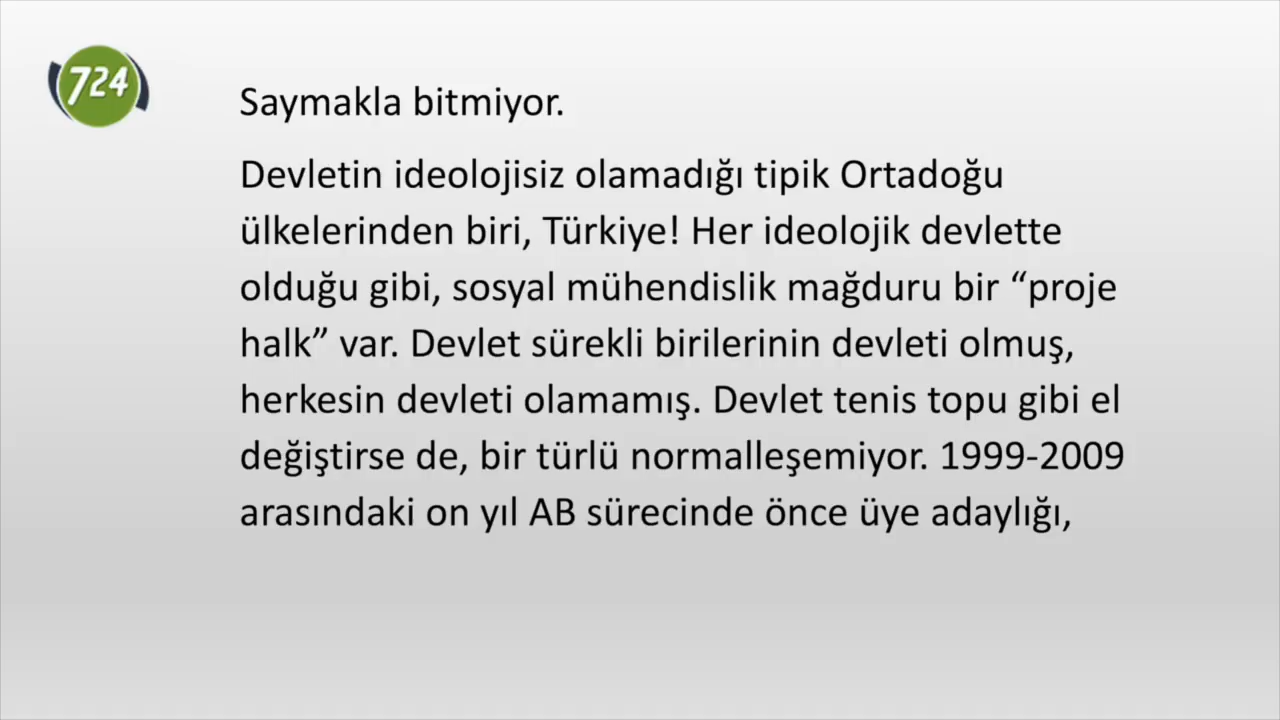 724
Saymakla bitmiyor.
Devletin ideolojisiz olamadığı tipik Ortadoğu
ülkelerinden biri, Türkiye! Her ideolojik devlette
olduğu gibi, sosyal mühendislik mağduru bir “proje
halk” var. Devlet sürekli birilerinin devleti olmuş,
herkesin devleti olamamış. Devlet tenis topu gibi el
değiştirse de, bir türlü normalleşemiyor. 1999-2009
arasındaki on yıl AB sürecinde önce üye adaylığı,